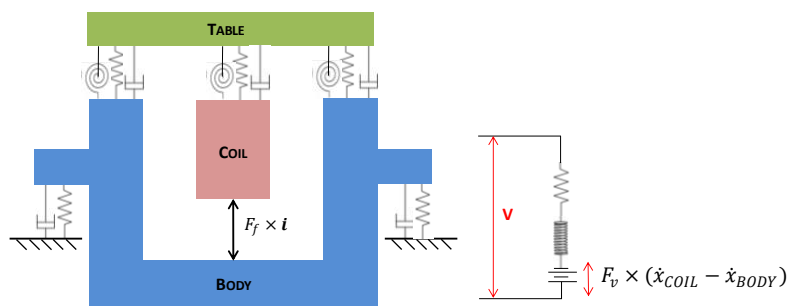 TABLE
COIL
F_f × i
BODY
V
F_v × (ẋ_COIL − ẋ_BODY)